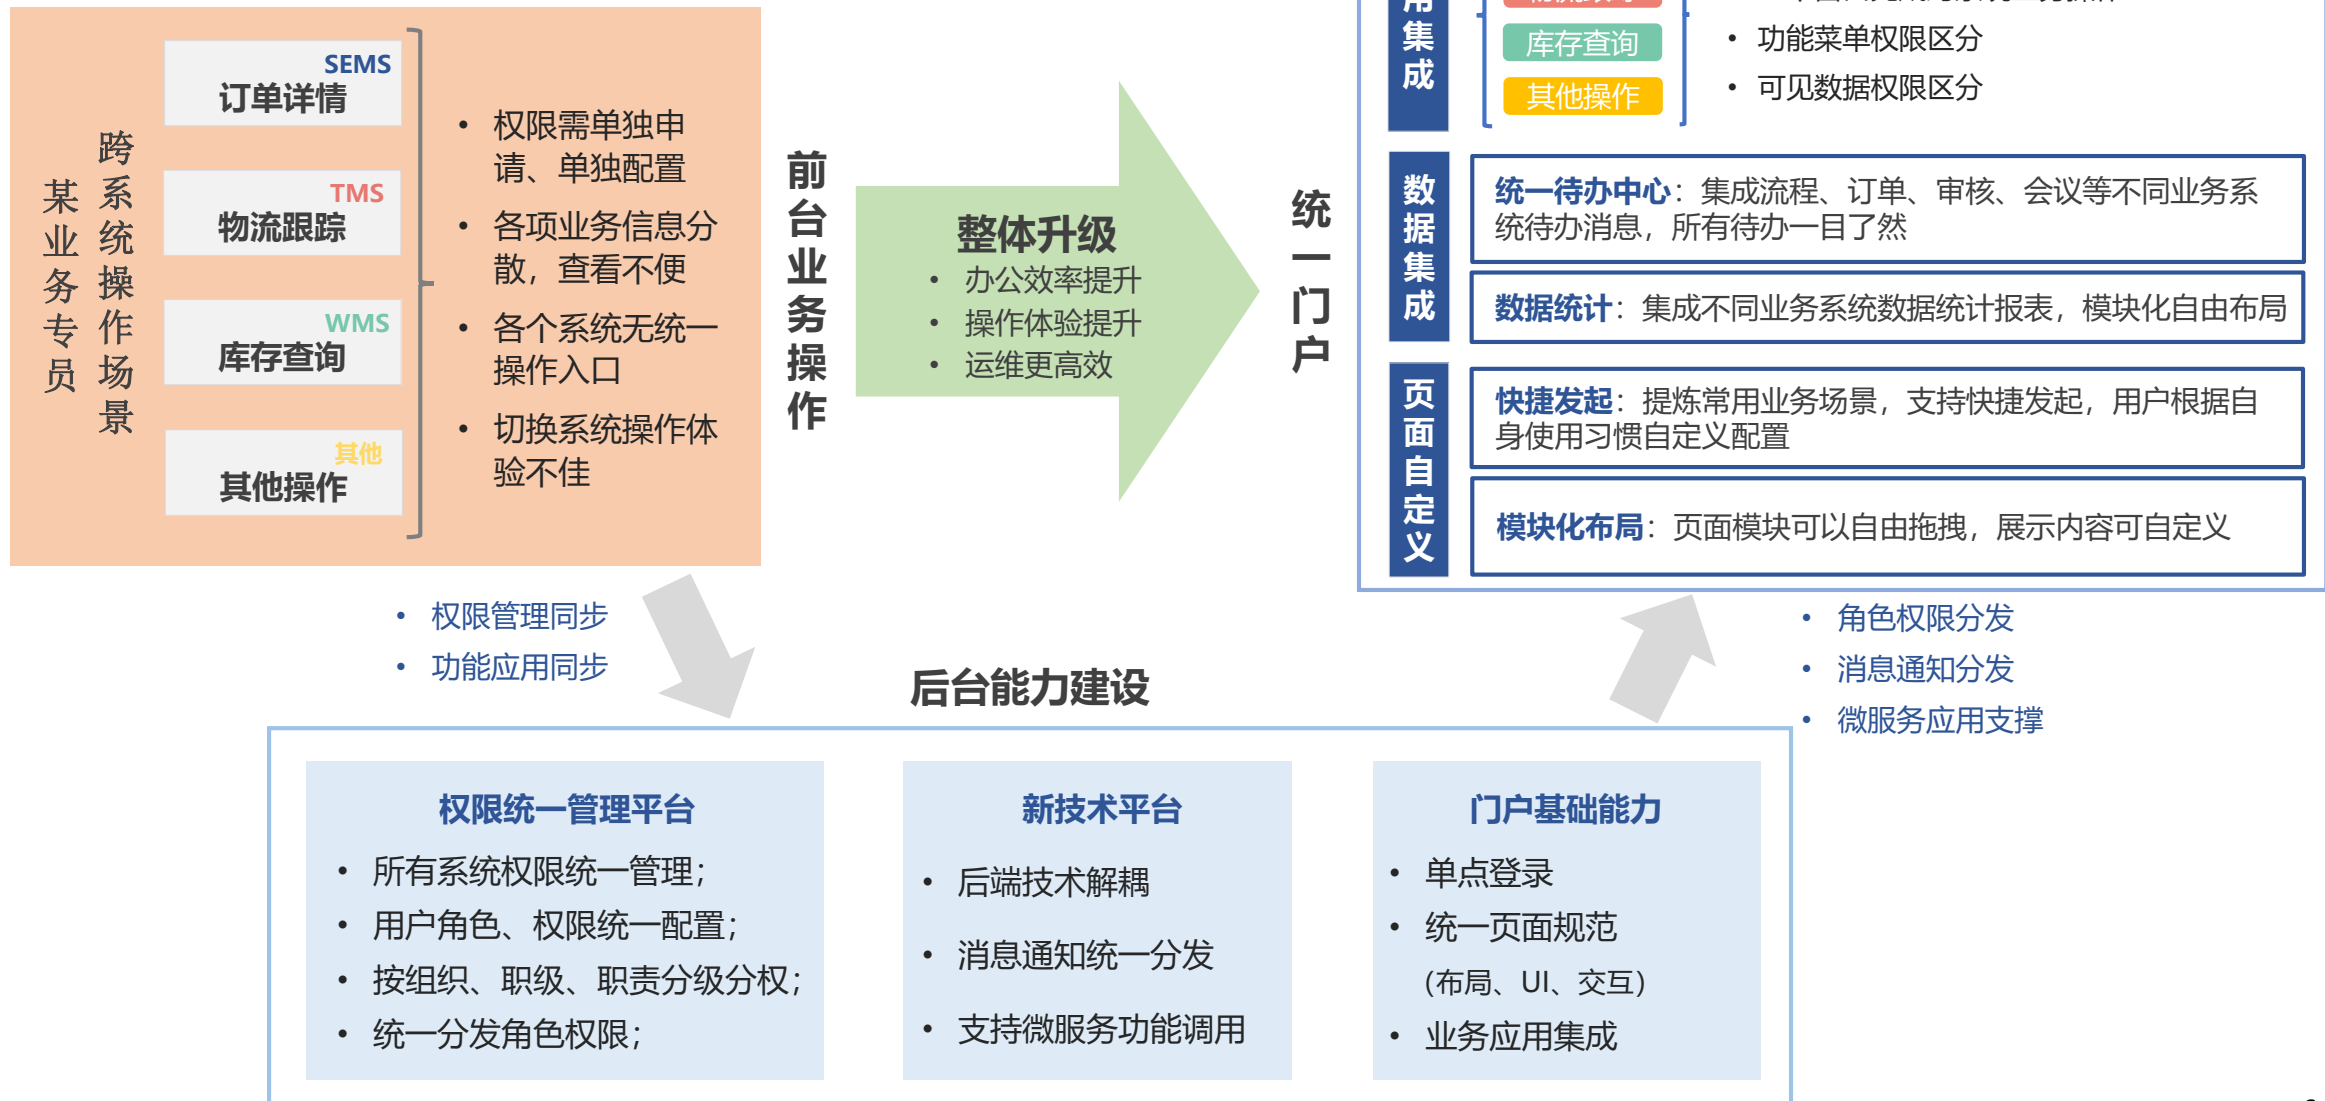 某业务专员
跨系统操作场景
SEMS
订单详情
TMS
物流跟踪
WMS
库存查询
其他
其他操作
• 权限需单独申
请、单独配置
• 各项业务信息分
散，查看不便
• 各个系统无统一
操作入口
• 切换系统操作体
验不佳
前台业务操作
整体升级
• 办公效率提升
• 操作体验提升
• 运维更高效
统一门户
用集成
库存查询
其他操作
• 功能菜单权限区分
• 可见数据权限区分
数据集成
统一待办中心：集成流程、订单、审核、会议等不同业务系
统待办消息，所有待办一目了然
数据统计：集成不同业务系统数据统计报表，模块化自由布局
页面自定义
快捷发起：提炼常用业务场景，支持快捷发起，用户根据自
身使用习惯自定义配置
模块化布局：页面模块可以自由拖拽，展示内容可自定义
• 权限管理同步
• 功能应用同步
• 角色权限分发
• 消息通知分发
• 微服务应用支撑
后台能力建设
权限统一管理平台
• 所有系统权限统一管理；
• 用户角色、权限统一配置；
• 按组织、职级、职责分级分权；
• 统一分发角色权限；
新技术平台
• 后端技术解耦
• 消息通知统一分发
• 支持微服务功能调用
门户基础能力
• 单点登录
• 统一页面规范
（布局、UI、交互）
• 业务应用集成